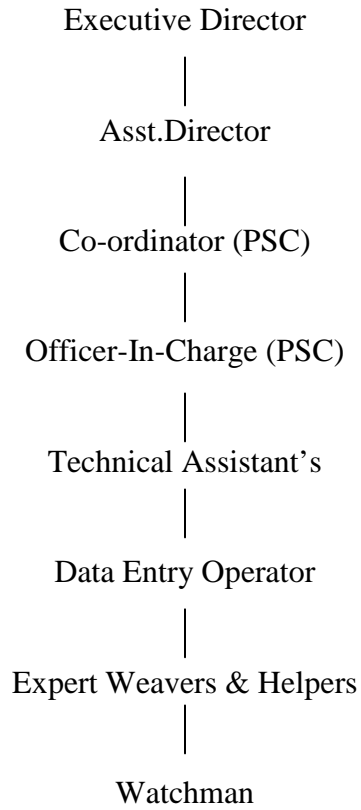 Executive Director
Asst.Director
Co-ordinator (PSC)
Officer-In-Charge (PSC)
Technical Assistant’s
Data Entry Operator
Expert Weavers & Helpers
Watchman